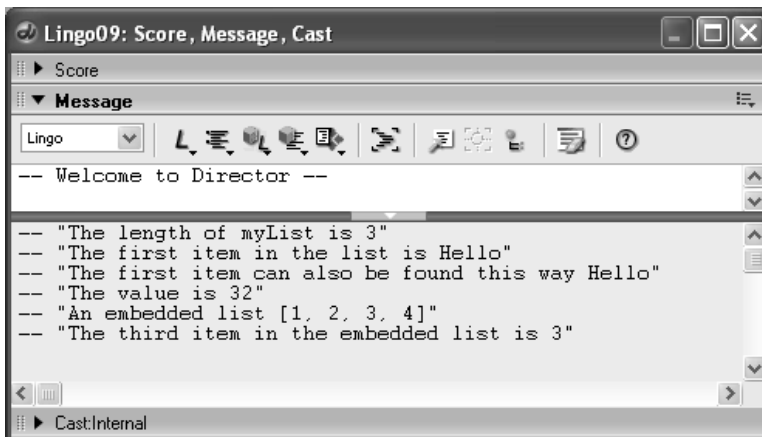 Lingo09: Score, Message, Cast
Score
Message
Lingo
-- Welcome to Director --
-- "The length of myList is 3"
-- "The first item in the list is Hello"
-- "The first item can also be found this way Hello"
-- "The value is 32"
-- "An embedded list [1, 2, 3, 4]"
-- "The third item in the embedded list is 3"
Cast:Internal